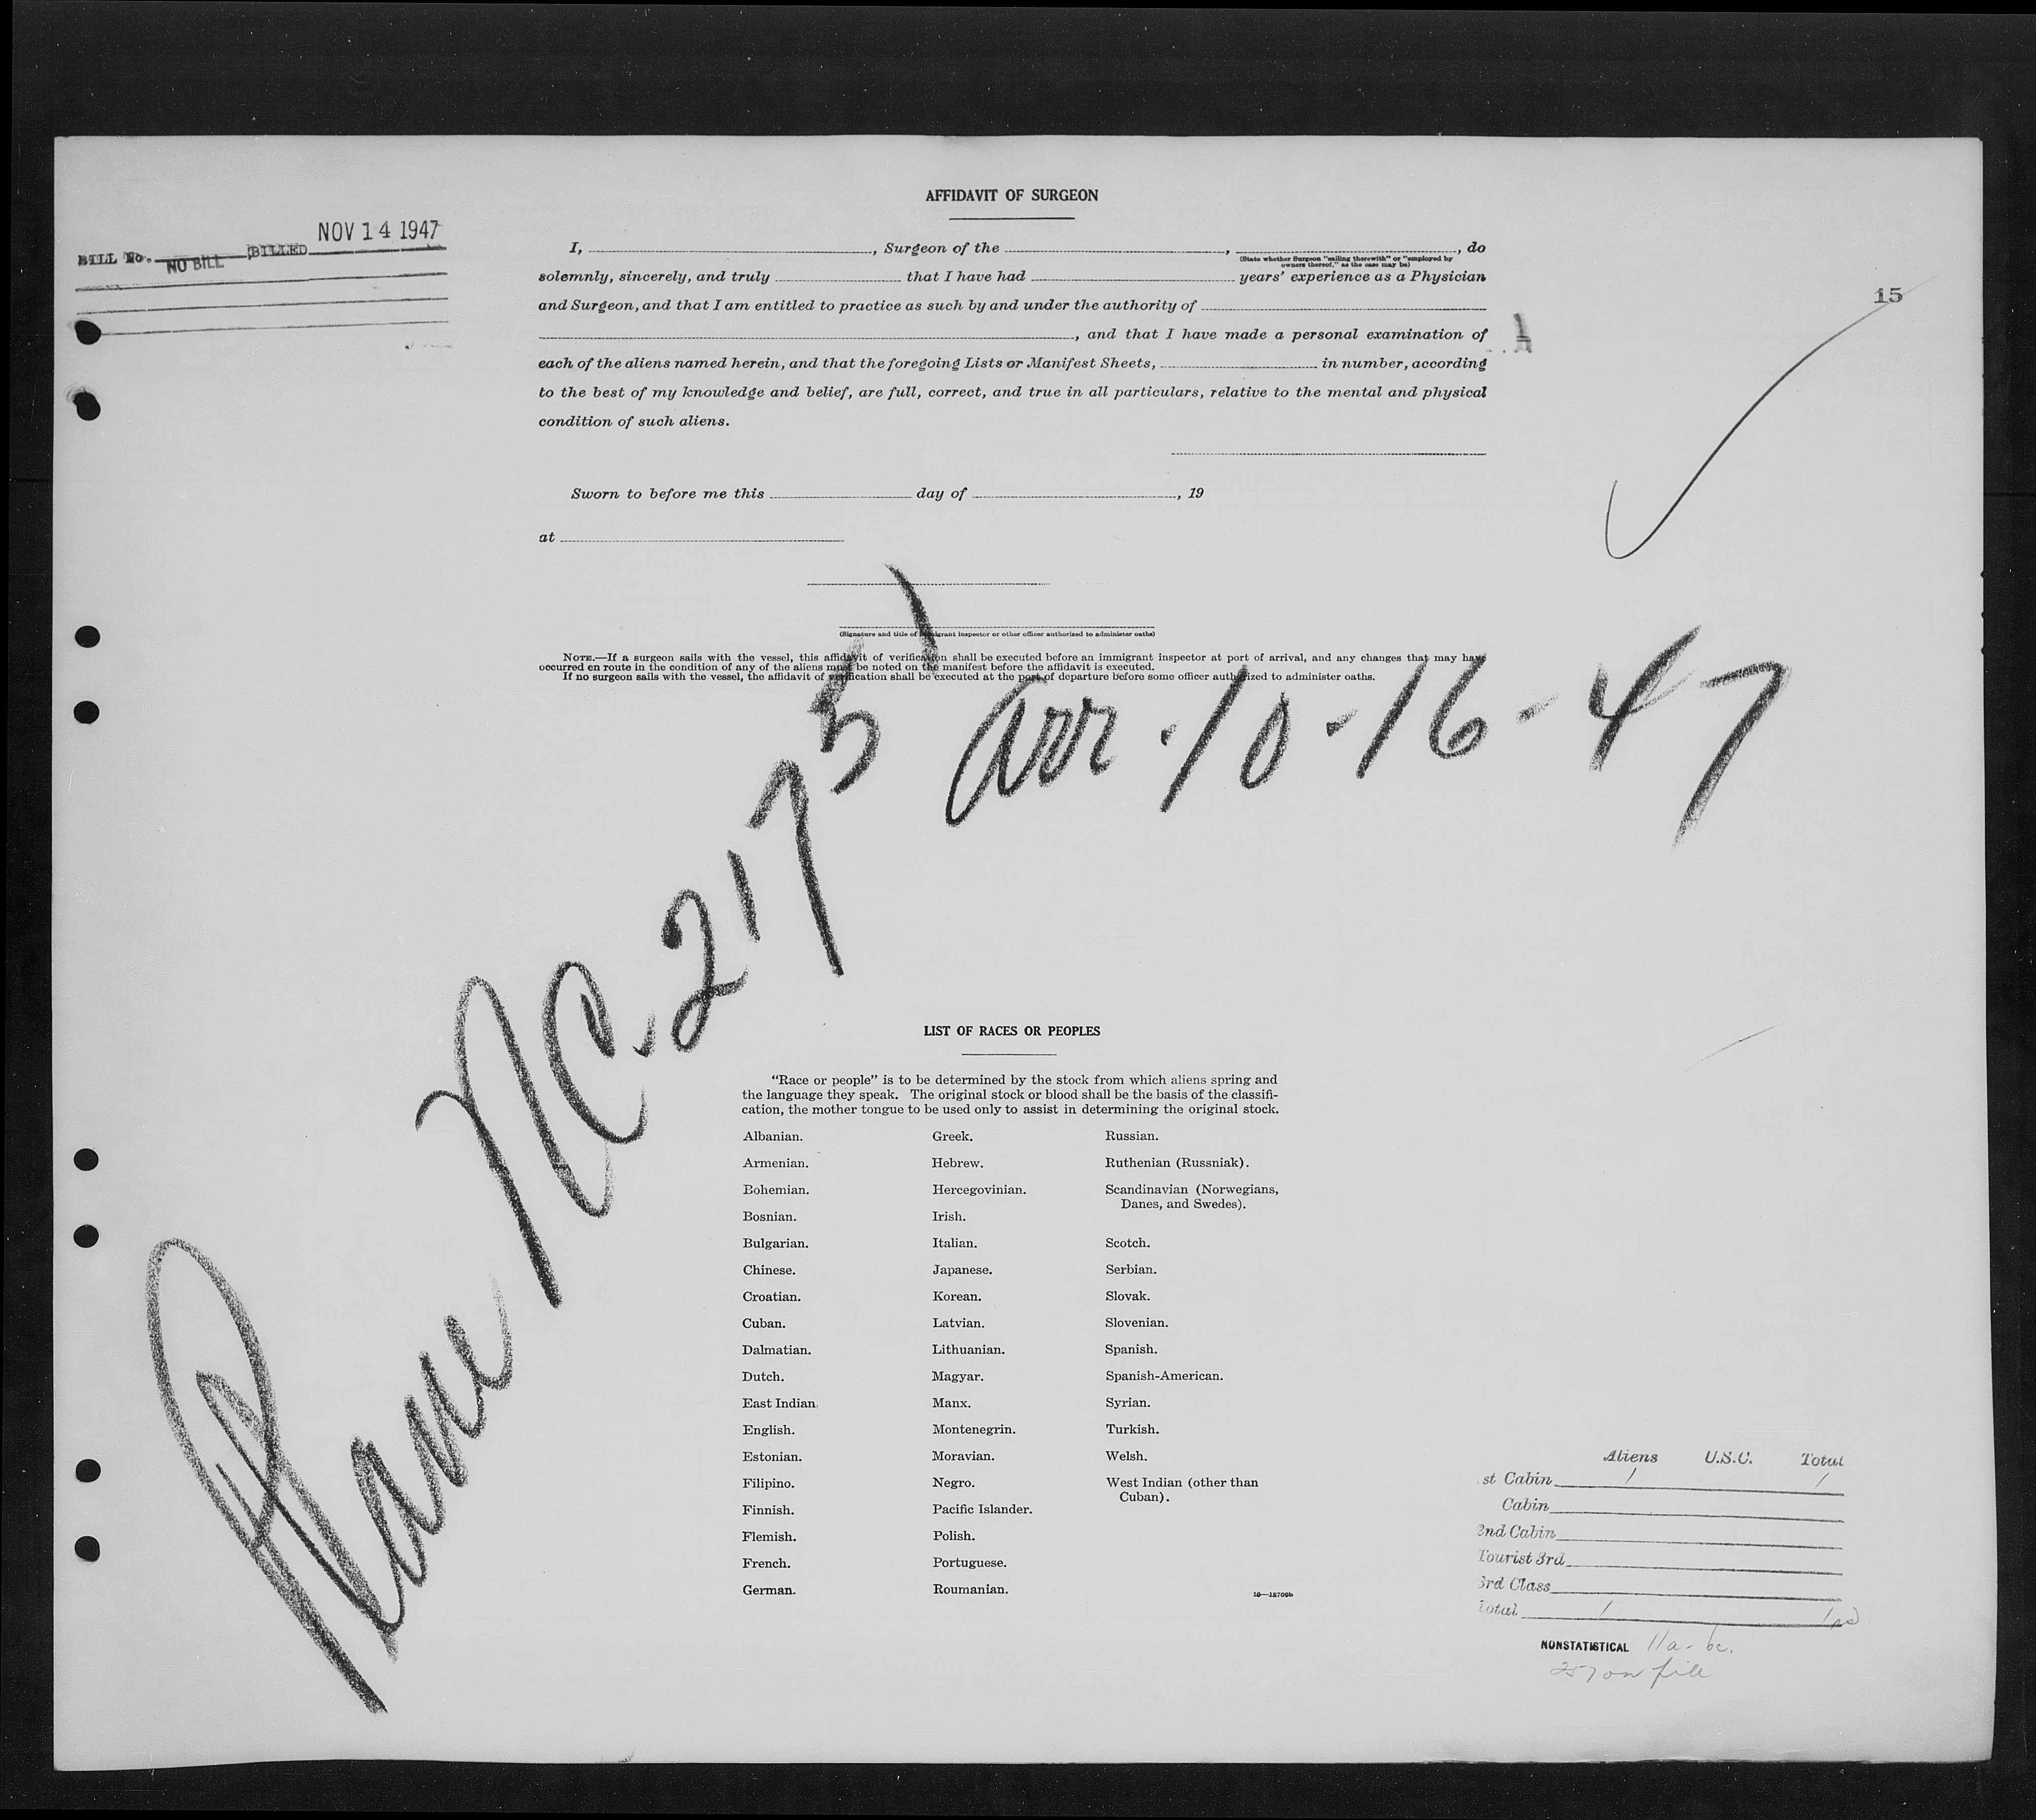 AFFIDAVIT OF SURGEON
BILL No. NO BILL BILLED NOV 14 1947
I, , Surgeon of the , , do
(State whether Surgeon "sailing therewith" or "employed by
owners thereof," as the case may be)
solemnly, sincerely, and truly that I have had years' experience as a Physician
and Surgeon, and that I am entitled to practice as such by and under the authority of
15
, and that I have made a personal examination of
1
each of the aliens named herein, and that the foregoing Lists or Manifest Sheets, in number, according
to the best of my knowledge and belief, are full, correct, and true in all particulars, relative to the mental and physical
condition of such aliens.
Sworn to before me this day of , 19
at
(Signature and title of immigrant inspector or other officer authorized to administer oaths)
NOTE.—If a surgeon sails with the vessel, this affidavit of verification shall be executed before an immigrant inspector at port of arrival, and any changes that may have
occurred en route in the condition of any of the aliens must be noted on the manifest before the affidavit is executed.
If no surgeon sails with the vessel, the affidavit of verification shall be executed at the port of departure before some officer authorized to administer oaths.
Plane NC-2175
arr-10-16-47
LIST OF RACES OR PEOPLES
"Race or people" is to be determined by the stock from which aliens spring and
the language they speak. The original stock or blood shall be the basis of the classifi-
cation, the mother tongue to be used only to assist in determining the original stock.
Albanian.
Armenian.
Bohemian.
Bosnian.
Bulgarian.
Chinese.
Croatian.
Cuban.
Dalmatian.
Dutch.
East Indian.
English.
Estonian.
Filipino.
Finnish.
Flemish.
French.
German.
Greek.
Hebrew.
Hercegovinian.
Irish.
Italian.
Japanese.
Korean.
Latvian.
Lithuanian.
Magyar.
Manx.
Montenegrin.
Moravian.
Negro.
Pacific Islander.
Polish.
Portuguese.
Roumanian.
Russian.
Ruthenian (Russniak).
Scandinavian (Norwegians,
Danes, and Swedes).
Scotch.
Serbian.
Slovak.
Slovenian.
Spanish.
Spanish-American.
Syrian.
Turkish.
Welsh.
West Indian (other than
Cuban).
Aliens U.S.C. Total
st Cabin 1 1
Cabin
2nd Cabin
Tourist 3rd
3rd Class
Total 1 1
NONSTATISTICAL 11a-6c.
257 on file